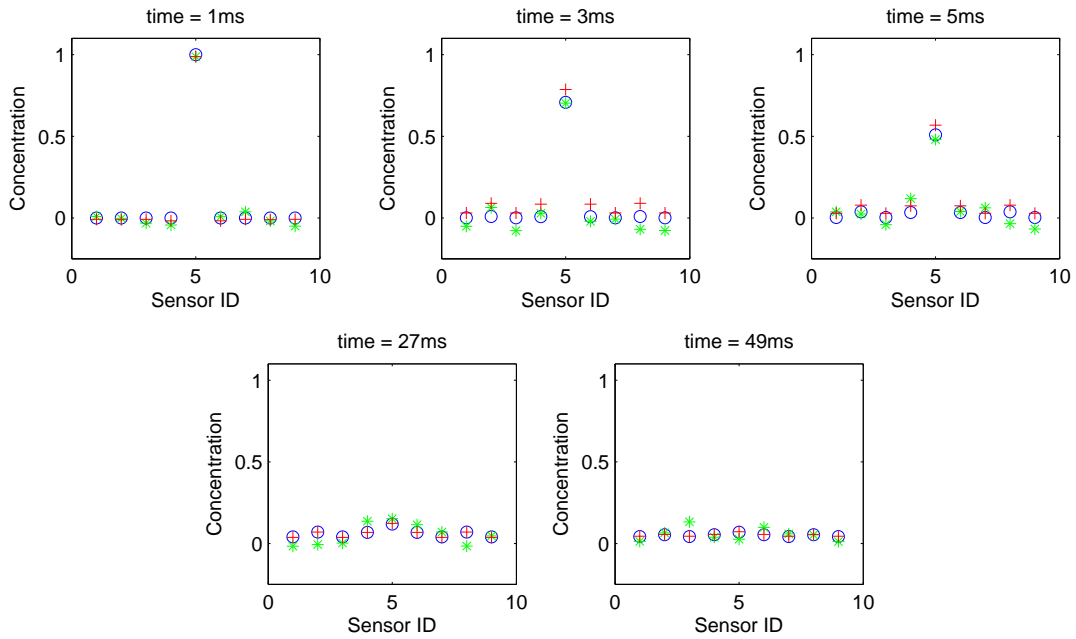 time = 1ms
1
0.5
0
0
5
10
Concentration
Sensor ID
time = 3ms
1
0.5
0
0
5
10
Concentration
Sensor ID
time = 5ms
1
0.5
0
0
5
10
Concentration
Sensor ID
time = 27ms
1
0.5
0
0
5
10
Concentration
Sensor ID
time = 49ms
1
0.5
0
0
5
10
Concentration
Sensor ID